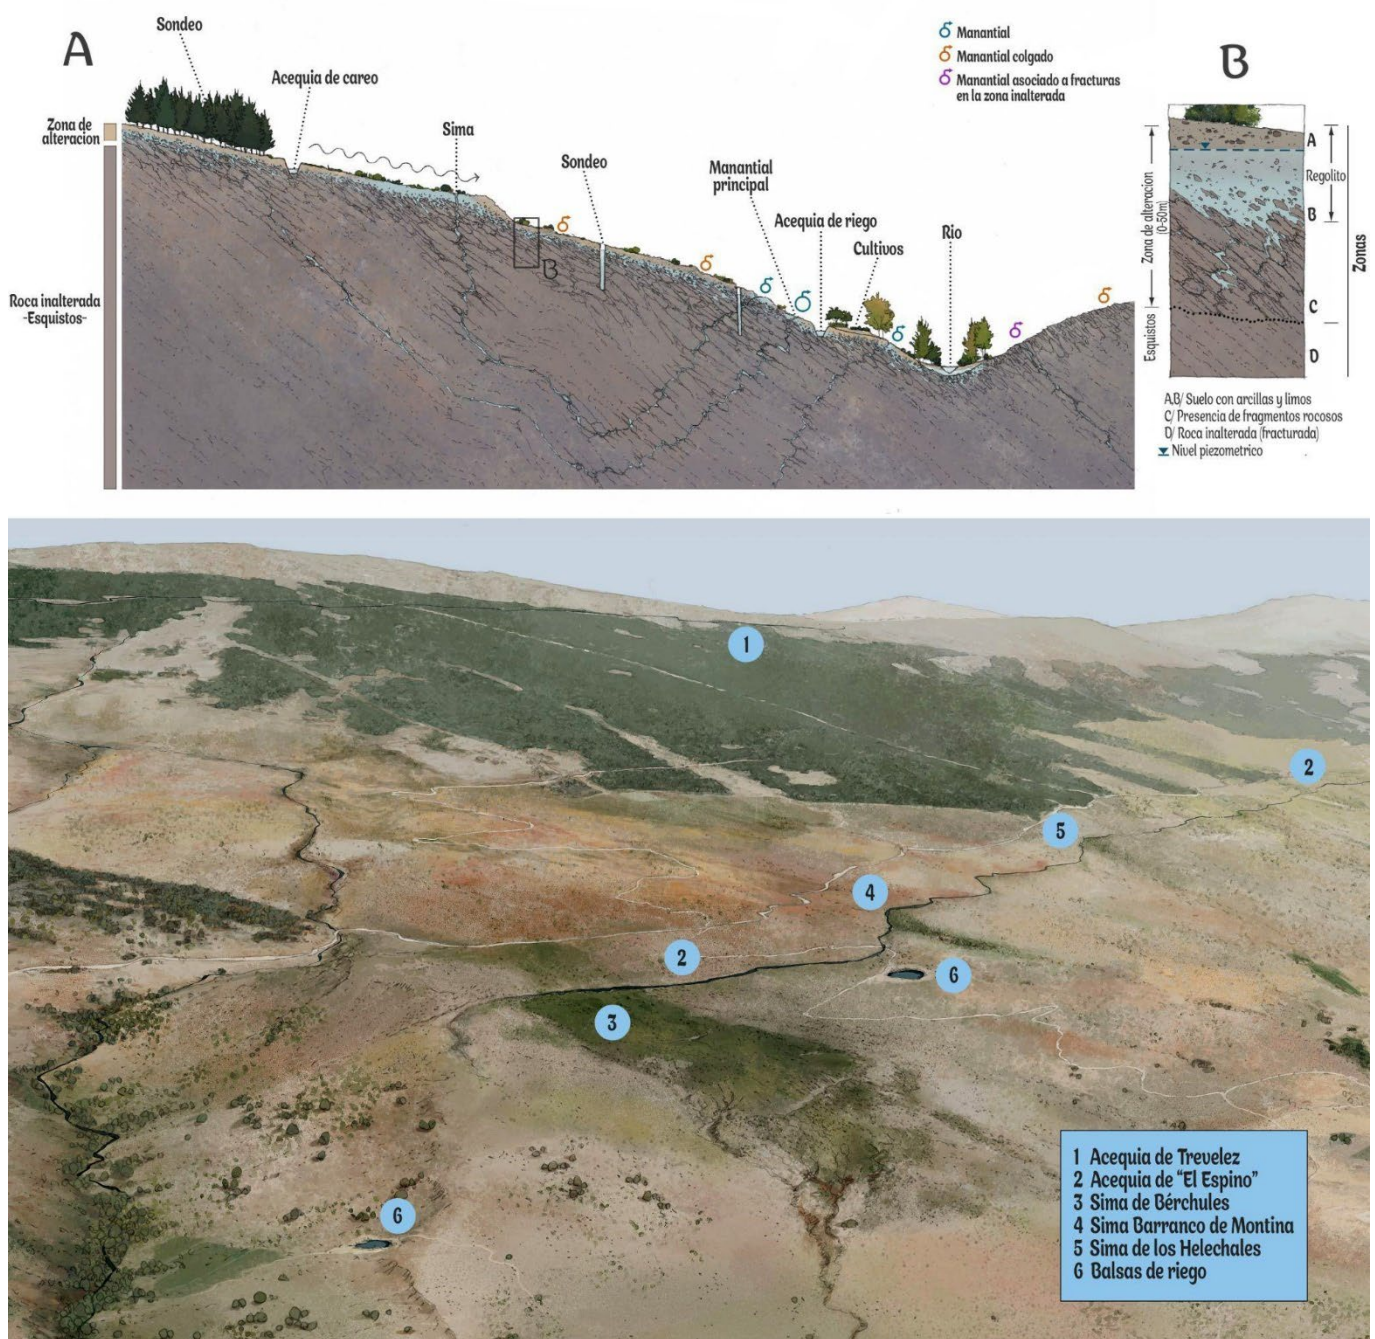 A
Sondeo
Acequia de careo
Sima
Sondeo
Manantial
principal
Acequia de riego
Cultivos
Rio
Zona de
alteracion
Roca inalterada
-Esquistos-
B
Manantial
Manantial colgado
Manantial asociado a fracturas
en la zona inalterada
B
Zona de alteracion
(0-50m)
Esquistos
A
Regolito
B
C
D
Zonas
A,B/ Suelo con arcillas y limos
C/ Presencia de fragmentos rocosos
D/ Roca inalterada (fracturada)
Nivel piezometrico
1
2
5
4
2
6
3
6
1 Acequia de Trevelez
2 Acequia de "El Espino"
3 Sima de Bérchules
4 Sima Barranco de Montina
5 Sima de los Helechales
6 Balsas de riego